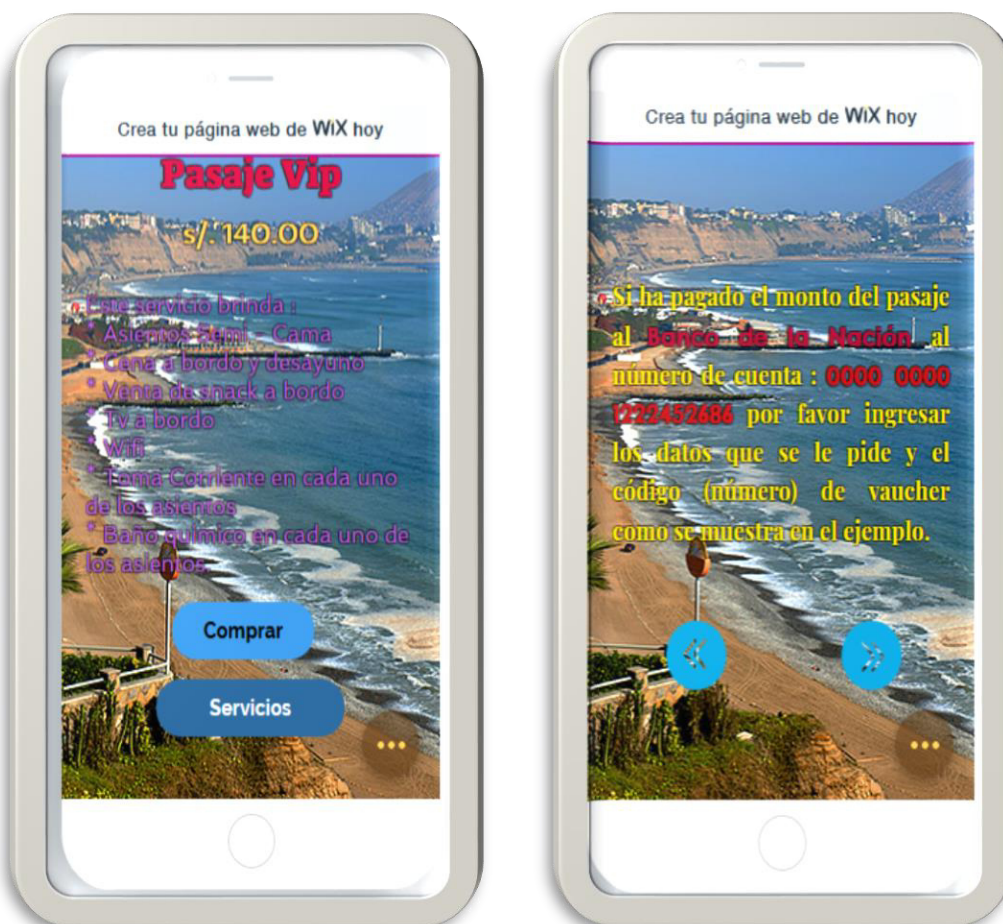 Crea tu página web de WiX hoy
Pasaje Vip
s/. 140.00
Este servicio brinda :
* Asientos Semi - Cama
* Cena a bordo y desayuno
* Venta de snack a bordo
* Tv a bordo
* Wifi
* Toma Corriente en cada uno
de los asientos
* Baño químico en cada uno de
los asientos.
Comprar
Servicios
Crea tu página web de WiX hoy
Si ha pagado el monto del pasaje
al Banco de la Nación al
número de cuenta : 0000 0000
1222452686 por favor ingresar
los datos que se le pide y el
código (número) de vaucher
como se muestra en el ejemplo.